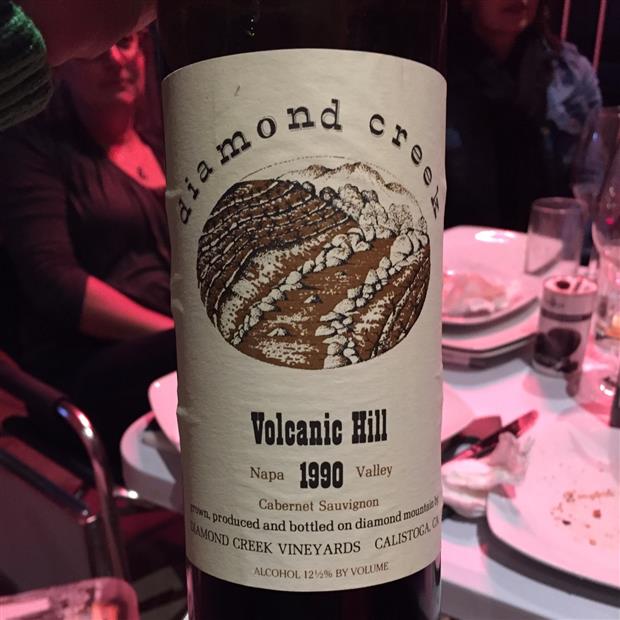 diamond creek
Volcanic Hill
Napa 1990 Valley
Cabernet Sauvignon
grown, produced and bottled on diamond mountain by
DIAMOND CREEK VINEYARDS CALISTOGA, CA
ALCOHOL 12½% BY VOLUME